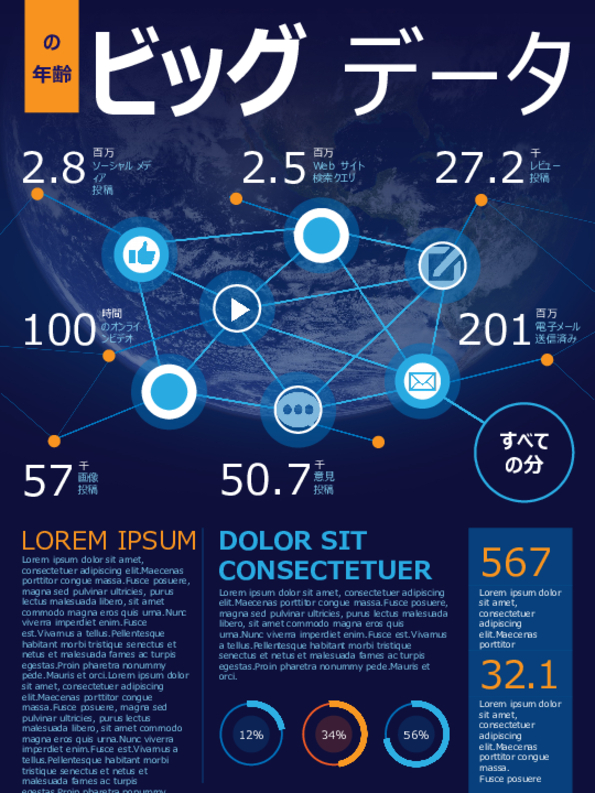 の
年齢
ビッグ データ
2.8
百万
ソーシャル メデ
ィア
投稿
2.5
百万
Web サイト
検索クエリ
27.2
千
レビュー
投稿
100
時間
のオンライ
ンビデオ
201
百万
電子メール
送信済み
57
千
画像
投稿
50.7
千
意見
投稿
すべて
の分
LOREM IPSUM
Lorem ipsum dolor sit amet,
consectetuer adipiscing
elit.Maecenas
porttitor congue massa.Fusce posuere,
magna sed pulvinar ultricies, purus
lectus malesuada libero, sit amet
commodo magna eros quis urna.Nunc
viverra imperdiet enim.Fusce
est.Vivamus a tellus.Pellentesque
habitant morbi tristique senectus et
netus et malesuada fames ac turpis
egestas.Proin pharetra nonummy
pede.Mauris et orci.Lorem ipsum dolor
sit amet, consectetuer adipiscing
elit.Maecenas porttitor congue
massa.Fusce posuere, magna sed
pulvinar ultricies, purus lectus
malesuada libero, sit amet commodo
magna eros quis urna.Nunc viverra
imperdiet enim.Fusce est.Vivamus a
tellus.Pellentesque habitant morbi
tristique senectus et netus et
malesuada fames ac turpis
egestas.Proin pharetra nonummy
DOLOR SIT
CONSECTETUER
Lorem ipsum dolor sit amet, consectetuer adipiscing
elit.Maecenas porttitor congue massa.Fusce posuere,
magna sed pulvinar ultricies, purus lectus malesuada
libero, sit amet commodo magna eros quis
urna.Nunc viverra imperdiet enim.Fusce est.Vivamus
a tellus.Pellentesque habitant morbi tristique
senectus et netus et malesuada fames ac turpis
egestas.Proin pharetra nonummy pede.Mauris et
orci.
12%
34%
56%
567
Lorem ipsum dolor
sit amet,
consectetuer
adipiscing
elit.Maecenas
porttitor
32.1
Lorem ipsum dolor
sit amet,
consectetuer
adipiscing
elit.Maecenas
porttitor congue
massa.
Fusce posuere